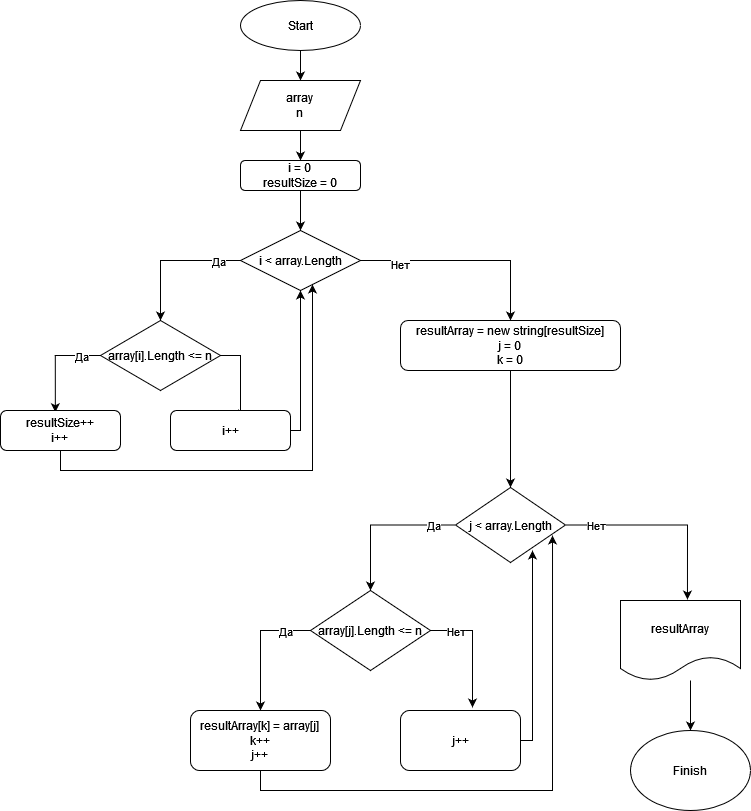 Start
array
n
i = 0
resultSize = 0
i < array.Length
Да
Нет
array[i].Length <= n
Да
resultSize++
i++
i++
resultArray = new string[resultSize]
j = 0
k = 0
j < array.Length
Да
Нет
array[j].Length <= n
Да
Нет
resultArray[k] = array[j]
k++
j++
j++
resultArray
Finish